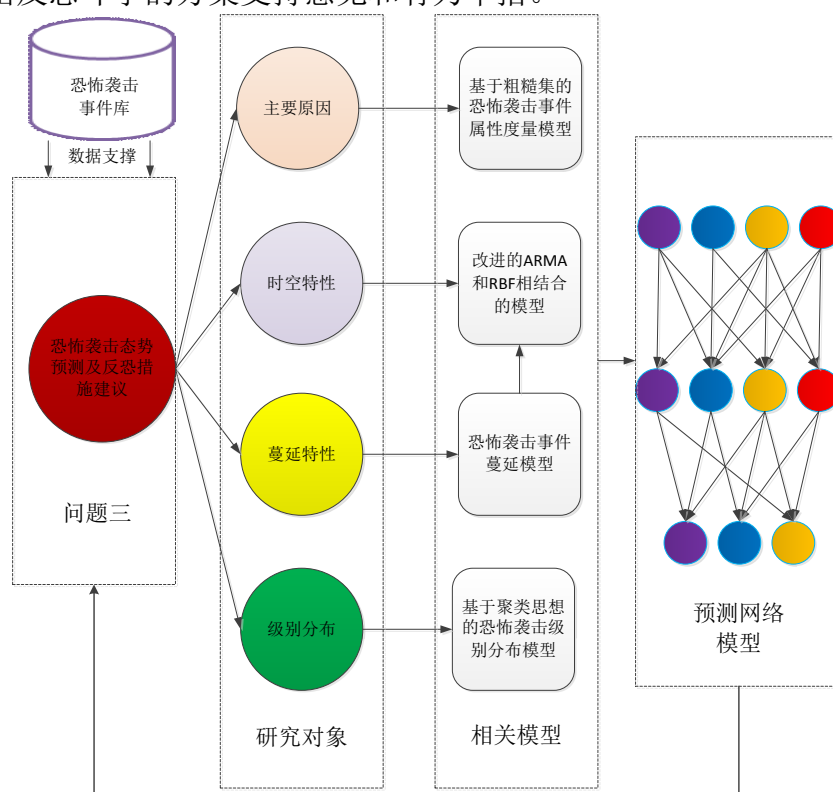 恐怖袭击
事件库
数据支撑
恐怖袭击态势
预测及反恐措
施建议
问题三
主要原因
时空特性
蔓延特性
级别分布
研究对象
基于粗糙集的
恐怖袭击事件
属性度量模型
改进的ARMA
和RBF相结合
的模型
恐怖袭击事件
蔓延模型
基于聚类思想
的恐怖袭击级
别分布模型
相关模型
预测网络
模型